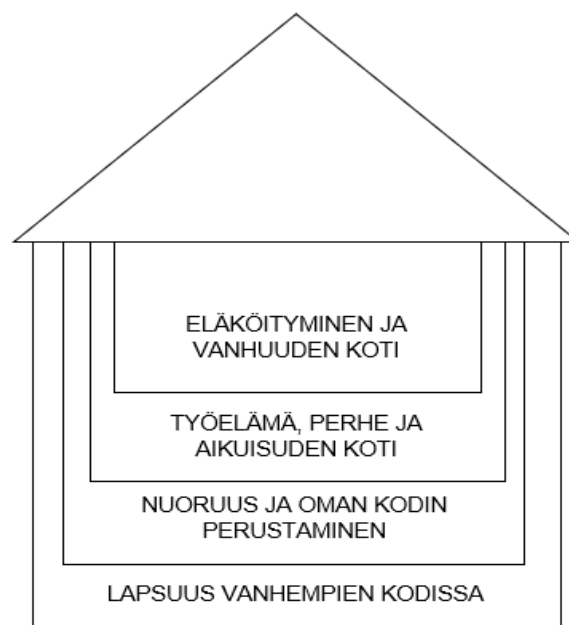 ELÄKÖITYMINEN JA
VANHUUDEN KOTI
TYÖELÄMÄ, PERHE JA
AIKUISUDEN KOTI
NUORUUS JA OMAN KODIN
PERUSTAMINEN
LAPSUUS VANHEMPIEN KODISSA